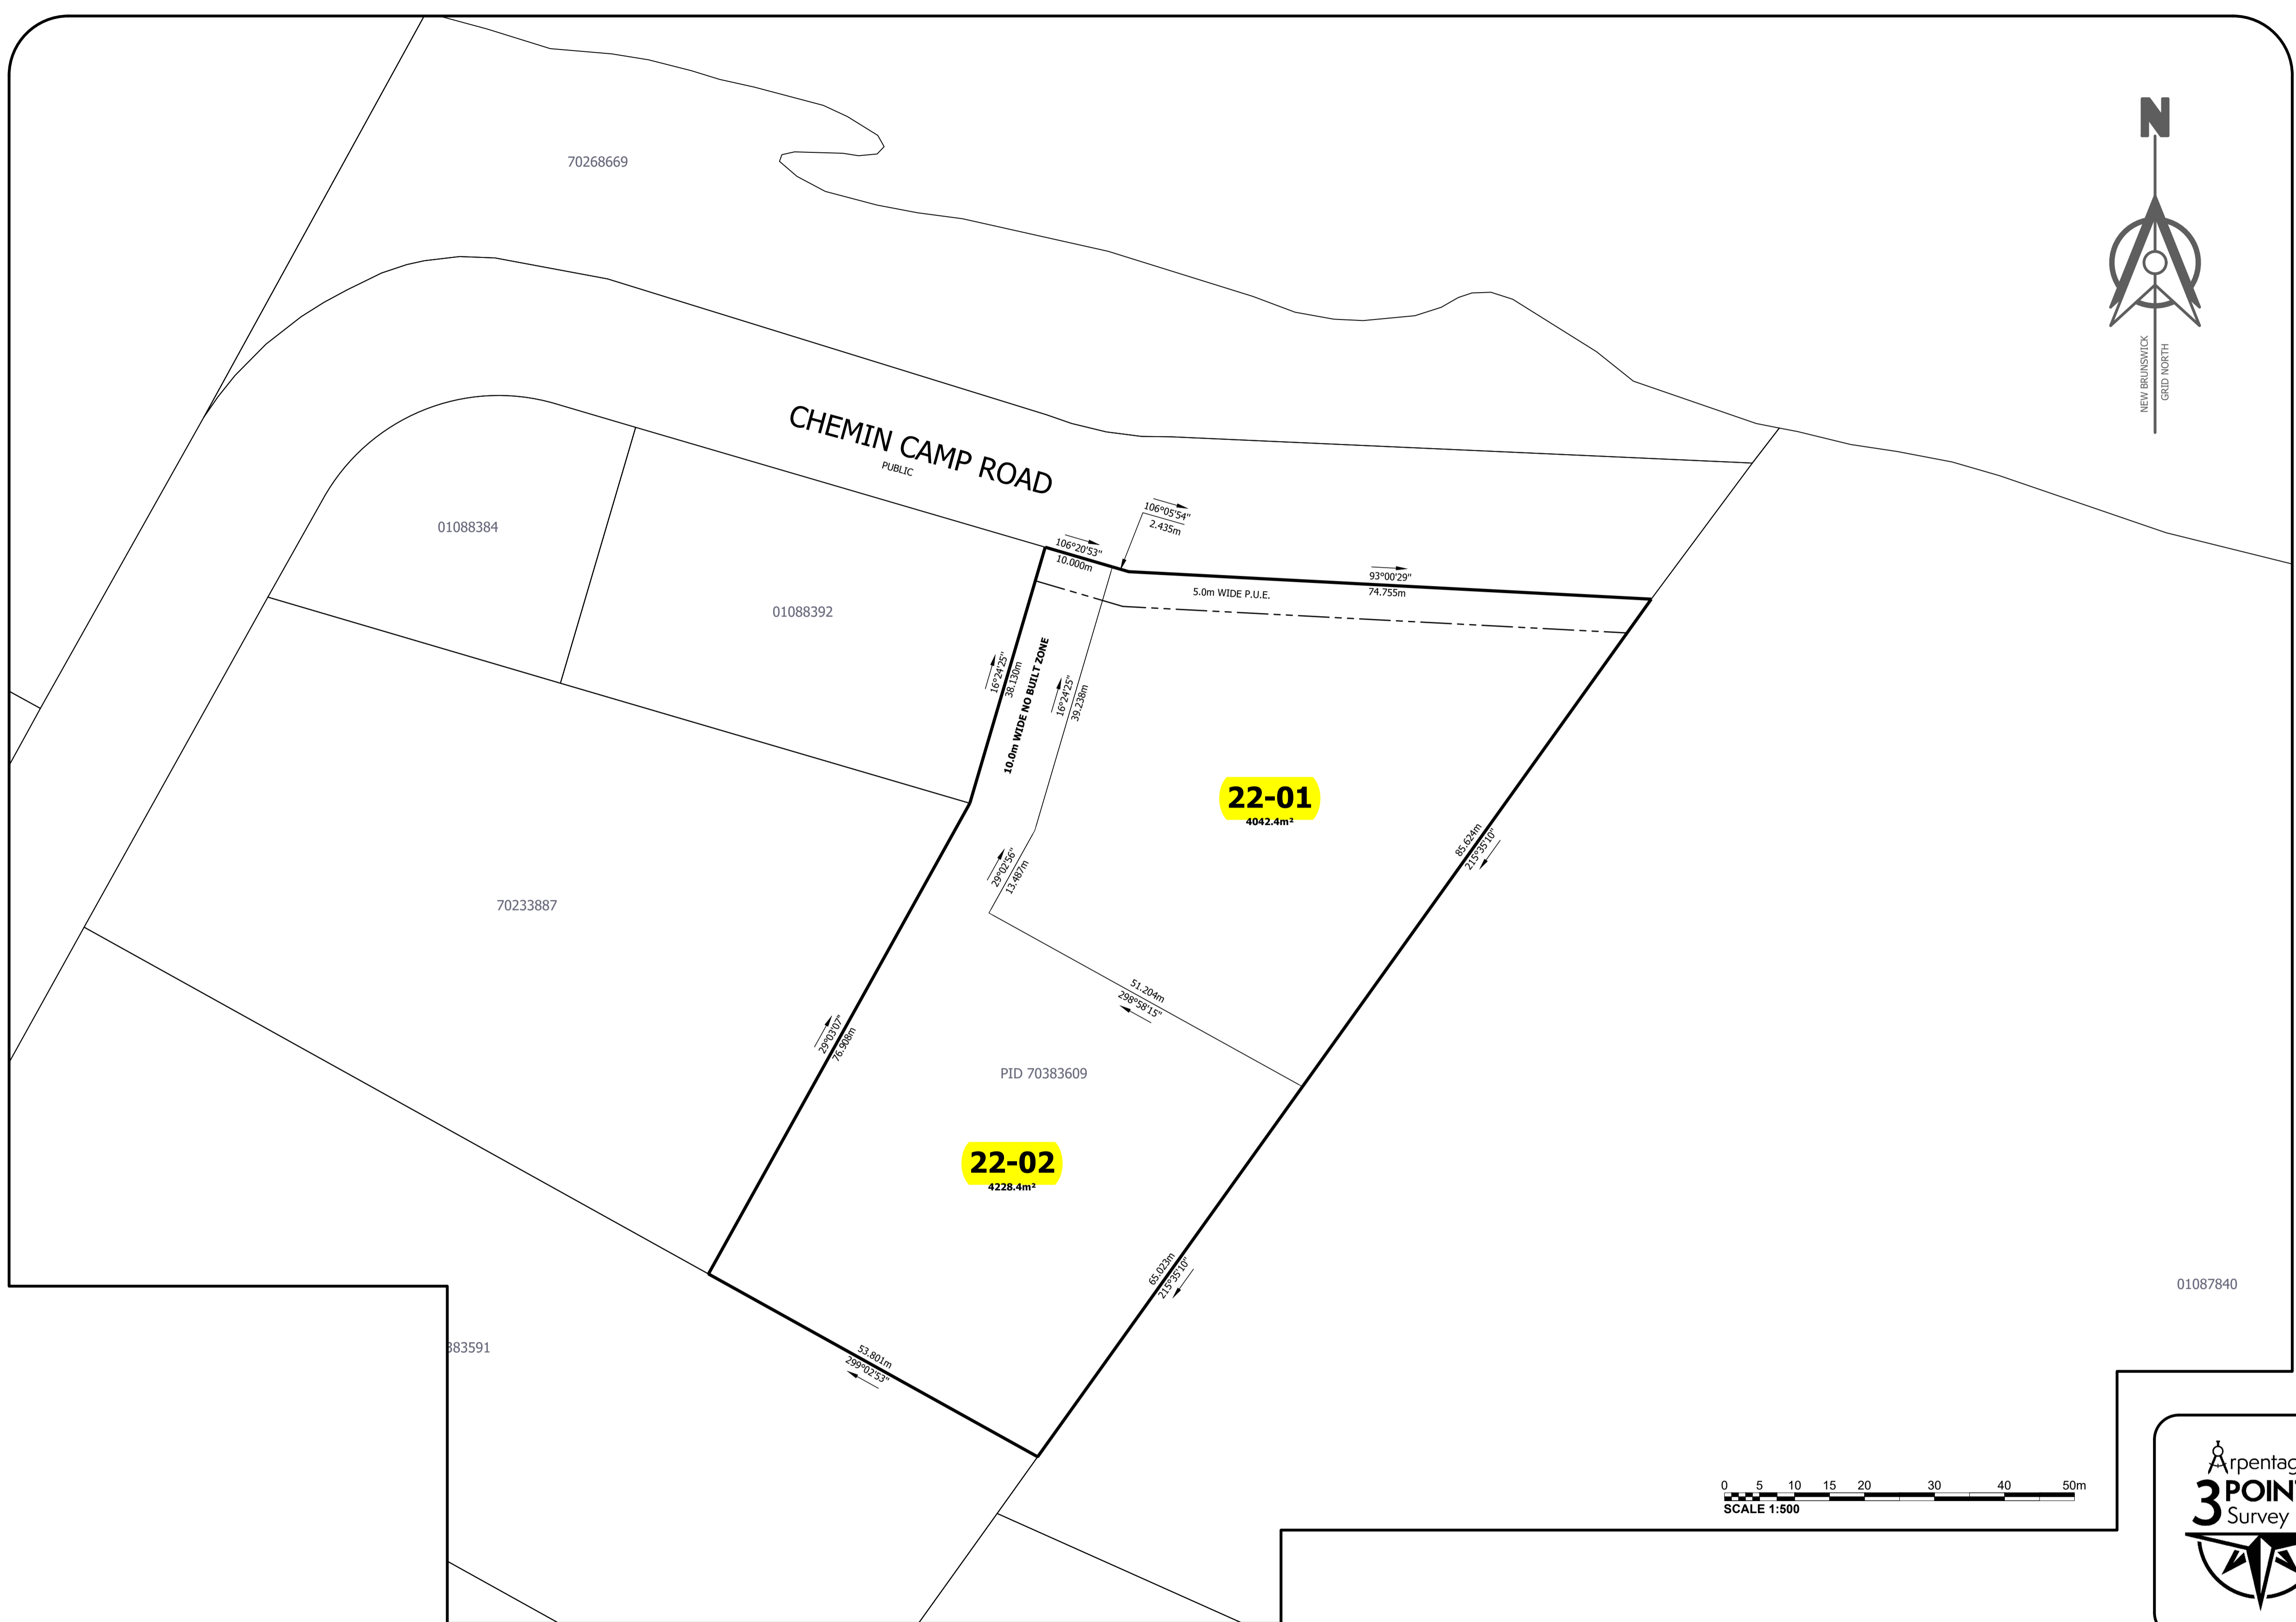 N
NEW BRUNSWICK
GRID NORTH
70268669
CHEMIN CAMP ROAD
PUBLIC
106°05'54"
2.435m
01088384
106°20'53"
10.000m
93°00'29"
74.755m
5.0m WIDE P.U.E.
01088392
16°24'25"
38.130m
10.0m WIDE NO BUILT ZONE
16°24'25"
39.238m
22-01
4042.4m²
85.624m
215°35'10"
29°02'56"
13.487m
70233887
51.204m
298°58'15"
29°03'07"
76.908m
PID 70383609
22-02
4228.4m²
65.023m
215°35'10"
01087840
383591
53.801m
299°02'53"
0 5 10 15 20 30 40 50m
SCALE 1:500
Arpentag
3 POIN
Survey